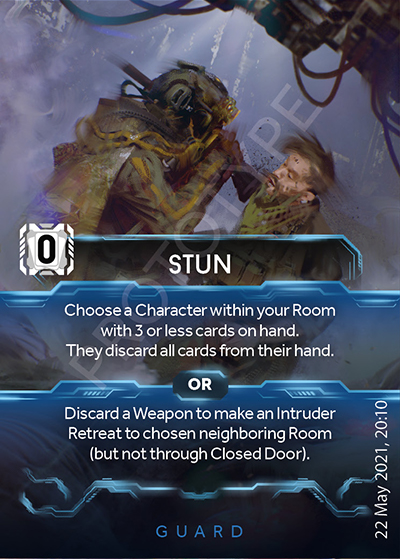 PROTOTYPE
0
STUN
Choose a Character within your Room
with 3 or less cards on hand.
They discard all cards from their hand.
OR
Discard a Weapon to make an Intruder
Retreat to chosen neighboring Room
(but not through Closed Door).
22 May 2021, 20:10
GUARD